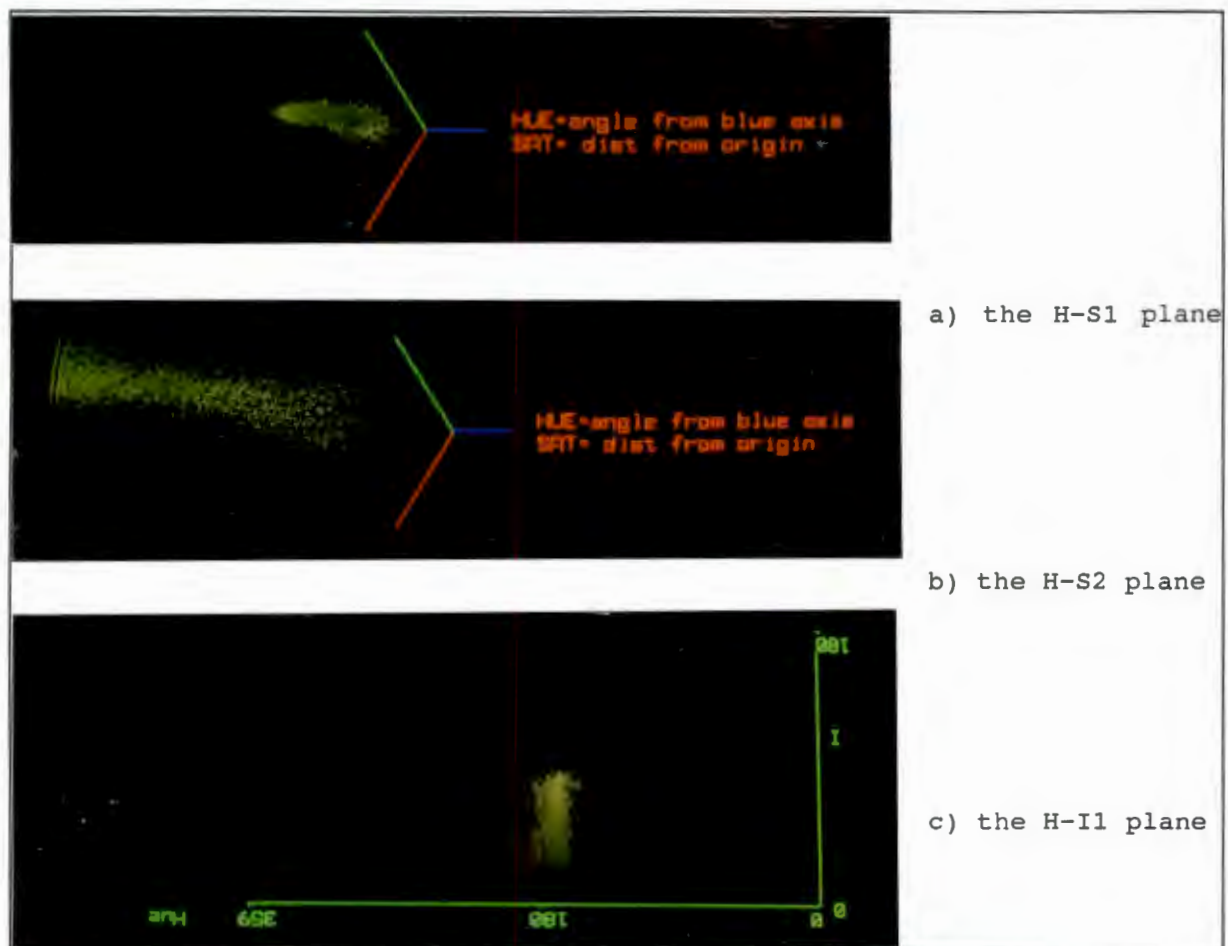 HUE=angle from blue axis
SAT= dist from origin
a) the H-S1 plane
HUE=angle from blue axis
SAT= dist from origin
b) the H-S2 plane
100
I
c) the H-I1 plane
0
Hue 359 180 0